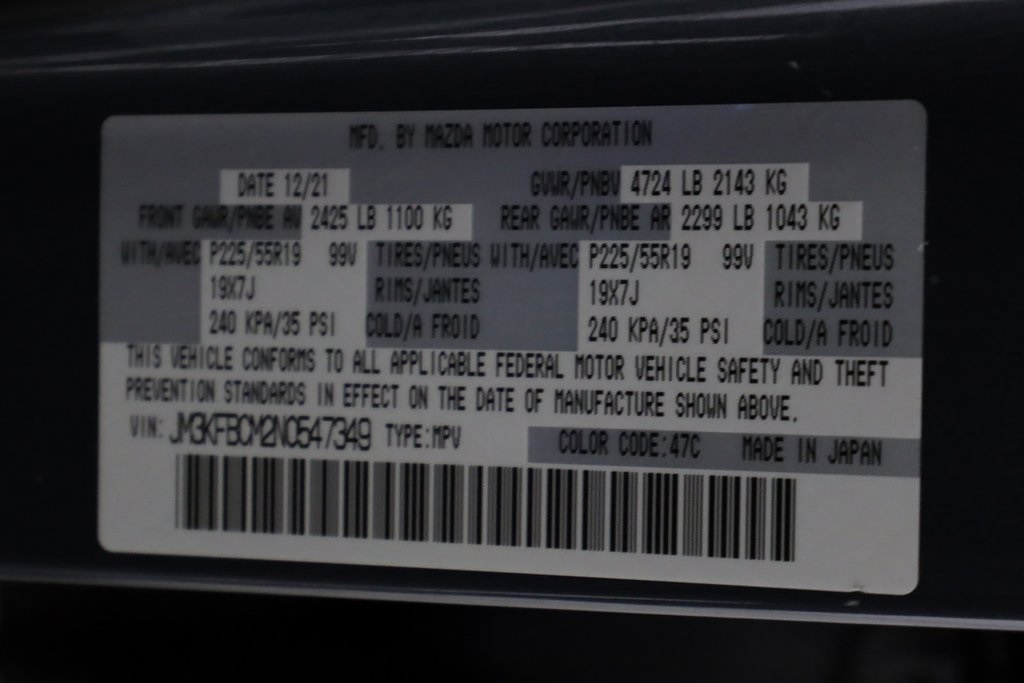 MFD. BY MAZDA MOTOR CORPORATION
DATE 12/21 GVWR/PNBV 4724 LB 2143 KG
FRONT GAWR/PNBE AV 2425 LB 1100 KG REAR GAWR/PNBE AR 2299 LB 1043 KG
WITH/AVEC P225/55R19 99V TIRES/PNEUS WITH/AVEC P225/55R19 99V TIRES/PNEUS
19X7J RIMS/JANTES 19X7J RIMS/JANTES
240 KPA/35 PSI COLD/A FROID 240 KPA/35 PSI COLD/A FROID
THIS VEHICLE CONFORMS TO ALL APPLICABLE FEDERAL MOTOR VEHICLE SAFETY AND THEFT
PREVENTION STANDARDS IN EFFECT ON THE DATE OF MANUFACTURE SHOWN ABOVE.
VIN: JM3KFBCM2N0547349 TYPE:MPV COLOR CODE:47C MADE IN JAPAN